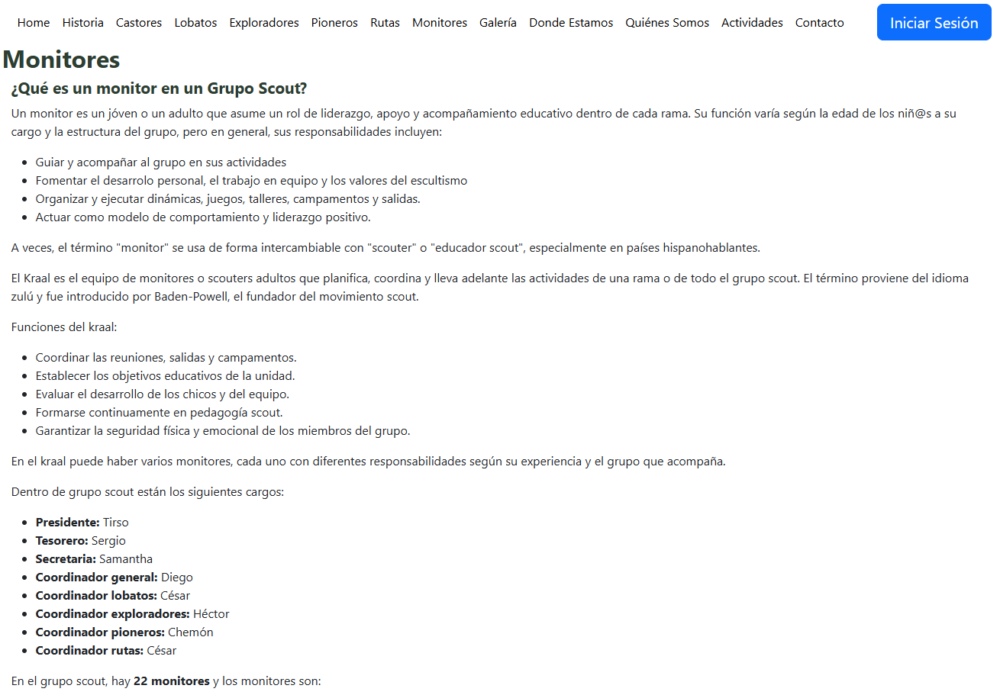 Home Historia Castores Lobatos Exploradores Pioneros Rutas Monitores Galería Donde Estamos Quiénes Somos Actividades Contacto Iniciar Sesión
Monitores
¿Qué es un monitor en un Grupo Scout?
Un monitor es un jóven o un adulto que asume un rol de liderazgo, apoyo y acompañamiento educativo dentro de cada rama. Su función varía según la edad de los niñ@s a su
cargo y la estructura del grupo, pero en general, sus responsabilidades incluyen:
• Guiar y acompañar al grupo en sus actividades
• Fomentar el desarrolo personal, el trabajo en equipo y los valores del escultismo
• Organizar y ejecutar dinámicas, juegos, talleres, campamentos y salidas.
• Actuar como modelo de comportamiento y liderazgo positivo.
A veces, el término "monitor" se usa de forma intercambiable con "scouter" o "educador scout", especialmente en países hispanohablantes.
El Kraal es el equipo de monitores o scouters adultos que planifica, coordina y lleva adelante las actividades de una rama o de todo el grupo scout. El término proviene del idioma
zulú y fue introducido por Baden-Powell, el fundador del movimiento scout.
Funciones del kraal:
• Coordinar las reuniones, salidas y campamentos.
• Establecer los objetivos educativos de la unidad.
• Evaluar el desarrollo de los chicos y del equipo.
• Formarse continuamente en pedagogía scout.
• Garantizar la seguridad física y emocional de los miembros del grupo.
En el kraal puede haber varios monitores, cada uno con diferentes responsabilidades según su experiencia y el grupo que acompaña.
Dentro de grupo scout están los siguientes cargos:
• Presidente: Tirso
• Tesorero: Sergio
• Secretaria: Samantha
• Coordinador general: Diego
• Coordinador lobatos: César
• Coordinador exploradores: Héctor
• Coordinador pioneros: Chemón
• Coordinador rutas: César
En el grupo scout, hay 22 monitores y los monitores son: